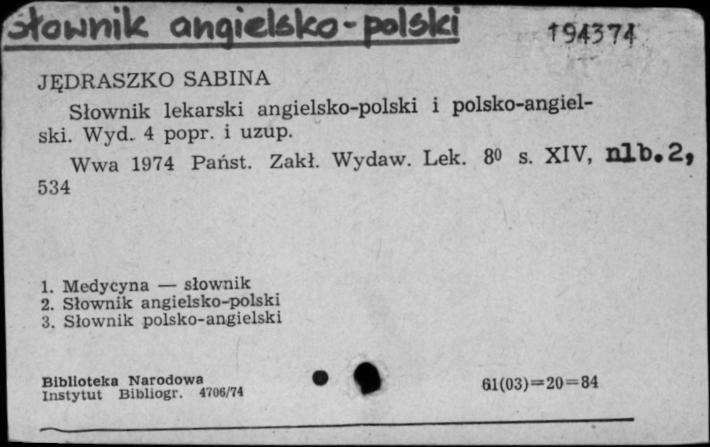 słownik angielsko-polski
194374
JĘDRASZKO SABINA
Słownik lekarski angielsko-polski i polsko-angiel-
ski. Wyd. 4 popr. i uzup.
Wwa 1974 Państ. Zakł. Wydaw. Lek. 8⁰ s. XIV, nlb.2,
534
1. Medycyna — słownik
2. Słownik angielsko-polski
3. Słownik polsko-angielski
Biblioteka Narodowa
Instytut Bibliogr. 4706/74
61(03)=20=84